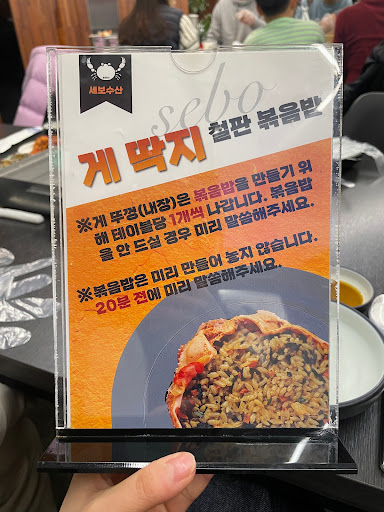 세보수산
sebo
게 딱지 철판 볶음밥
※게 뚜껑(내장)은 볶음밥을 만들기 위
해 테이블당 1개씩 나갑니다. 볶음밥
을 안 드실 경우 미리 말씀해주세요.
※볶음밥은 미리 만들어 놓지 않습니다.
20분 전에 미리 말씀해주세요.